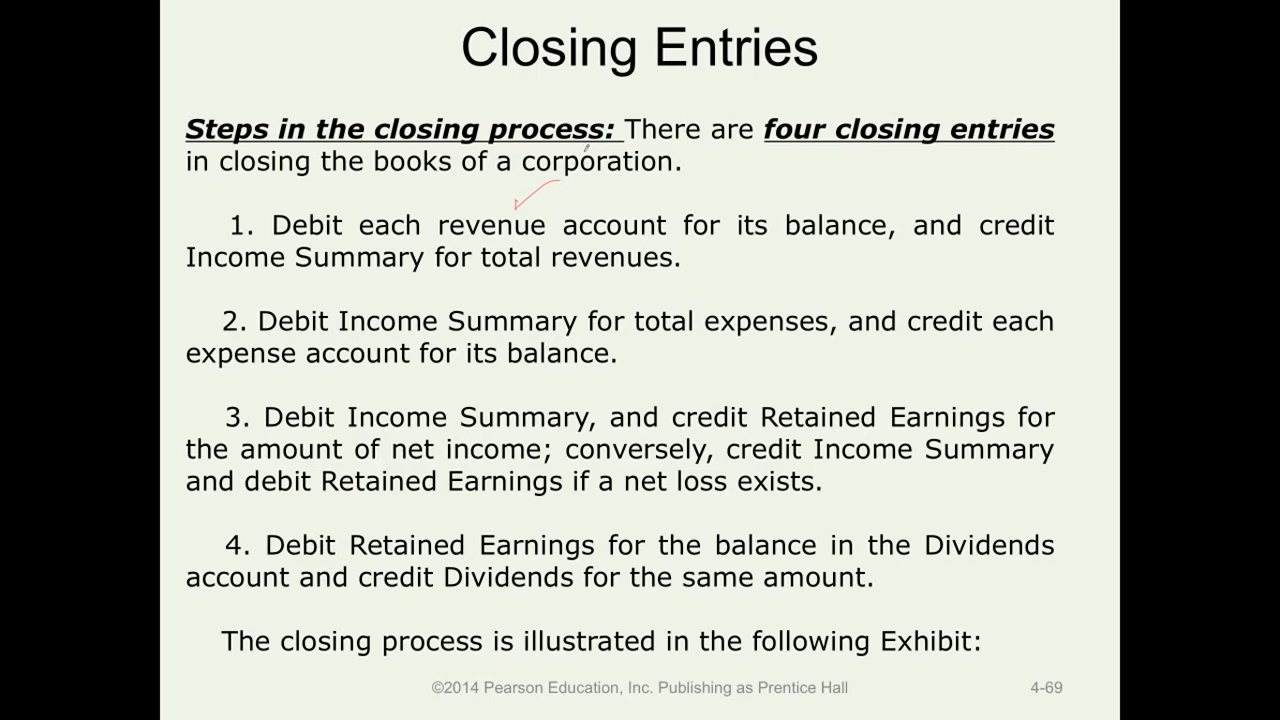 Closing Entries
Steps in the closing process: There are four closing entries
in closing the books of a corporation.
1. Debit each revenue account for its balance, and credit
Income Summary for total revenues.
2. Debit Income Summary for total expenses, and credit each
expense account for its balance.
3. Debit Income Summary, and credit Retained Earnings for
the amount of net income; conversely, credit Income Summary
and debit Retained Earnings if a net loss exists.
4. Debit Retained Earnings for the balance in the Dividends
account and credit Dividends for the same amount.
The closing process is illustrated in the following Exhibit:
©2014 Pearson Education, Inc. Publishing as Prentice Hall 4-69